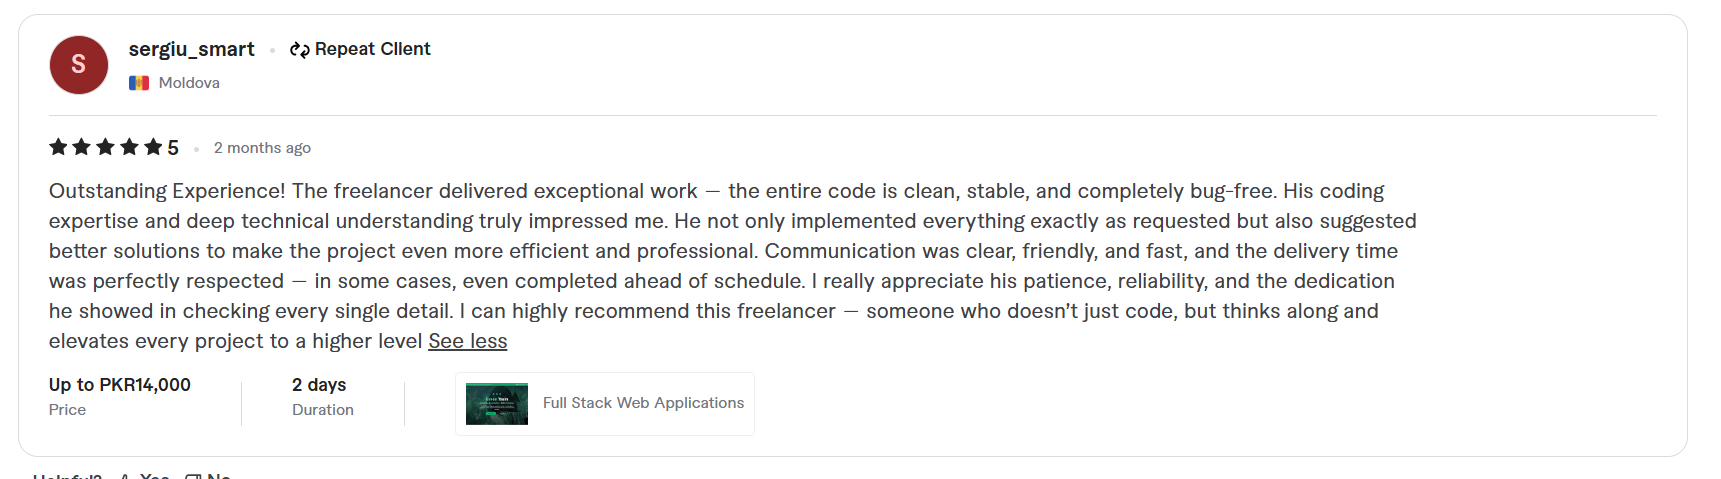 S
sergiu_smart • Repeat Client
Moldova
5 • 2 months ago
Outstanding Experience! The freelancer delivered exceptional work — the entire code is clean, stable, and completely bug-free. His coding
expertise and deep technical understanding truly impressed me. He not only implemented everything exactly as requested but also suggested
better solutions to make the project even more efficient and professional. Communication was clear, friendly, and fast, and the delivery time
was perfectly respected — in some cases, even completed ahead of schedule. I really appreciate his patience, reliability, and the dedication
he showed in checking every single detail. I can highly recommend this freelancer — someone who doesn’t just code, but thinks along and
elevates every project to a higher level See less
Up to PKR14,000
Price
2 days
Duration
Full Stack Web Applications
Helpful? Yes No